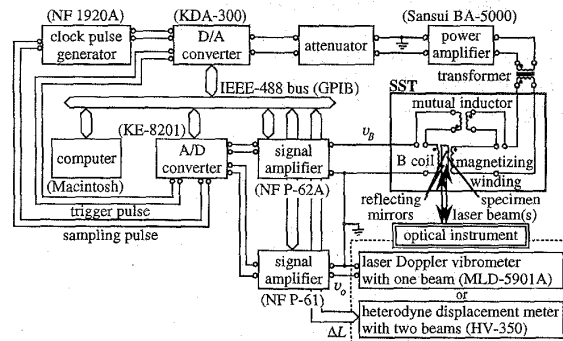 (NF 1920A) (KDA-300) (Sansui BA-5000)
clock pulse generator
D/A converter
attenuator
power amplifier
transformer
IEEE-488 bus (GPIB)
SST
mutual inductor
(KE-8201)
v_B
computer
(Macintosh)
A/D converter
signal amplifier
(NF P-62A)
B coil
magnetizing winding
trigger pulse
sampling pulse
reflecting mirrors
specimen
laser beam(s)
optical instrument
signal amplifier
(NF P-61)
v_o
laser Doppler vibrometer
with one beam (MLD-5901A)
or
ΔL
heterodyne displacement meter
with two beams (HV-350)